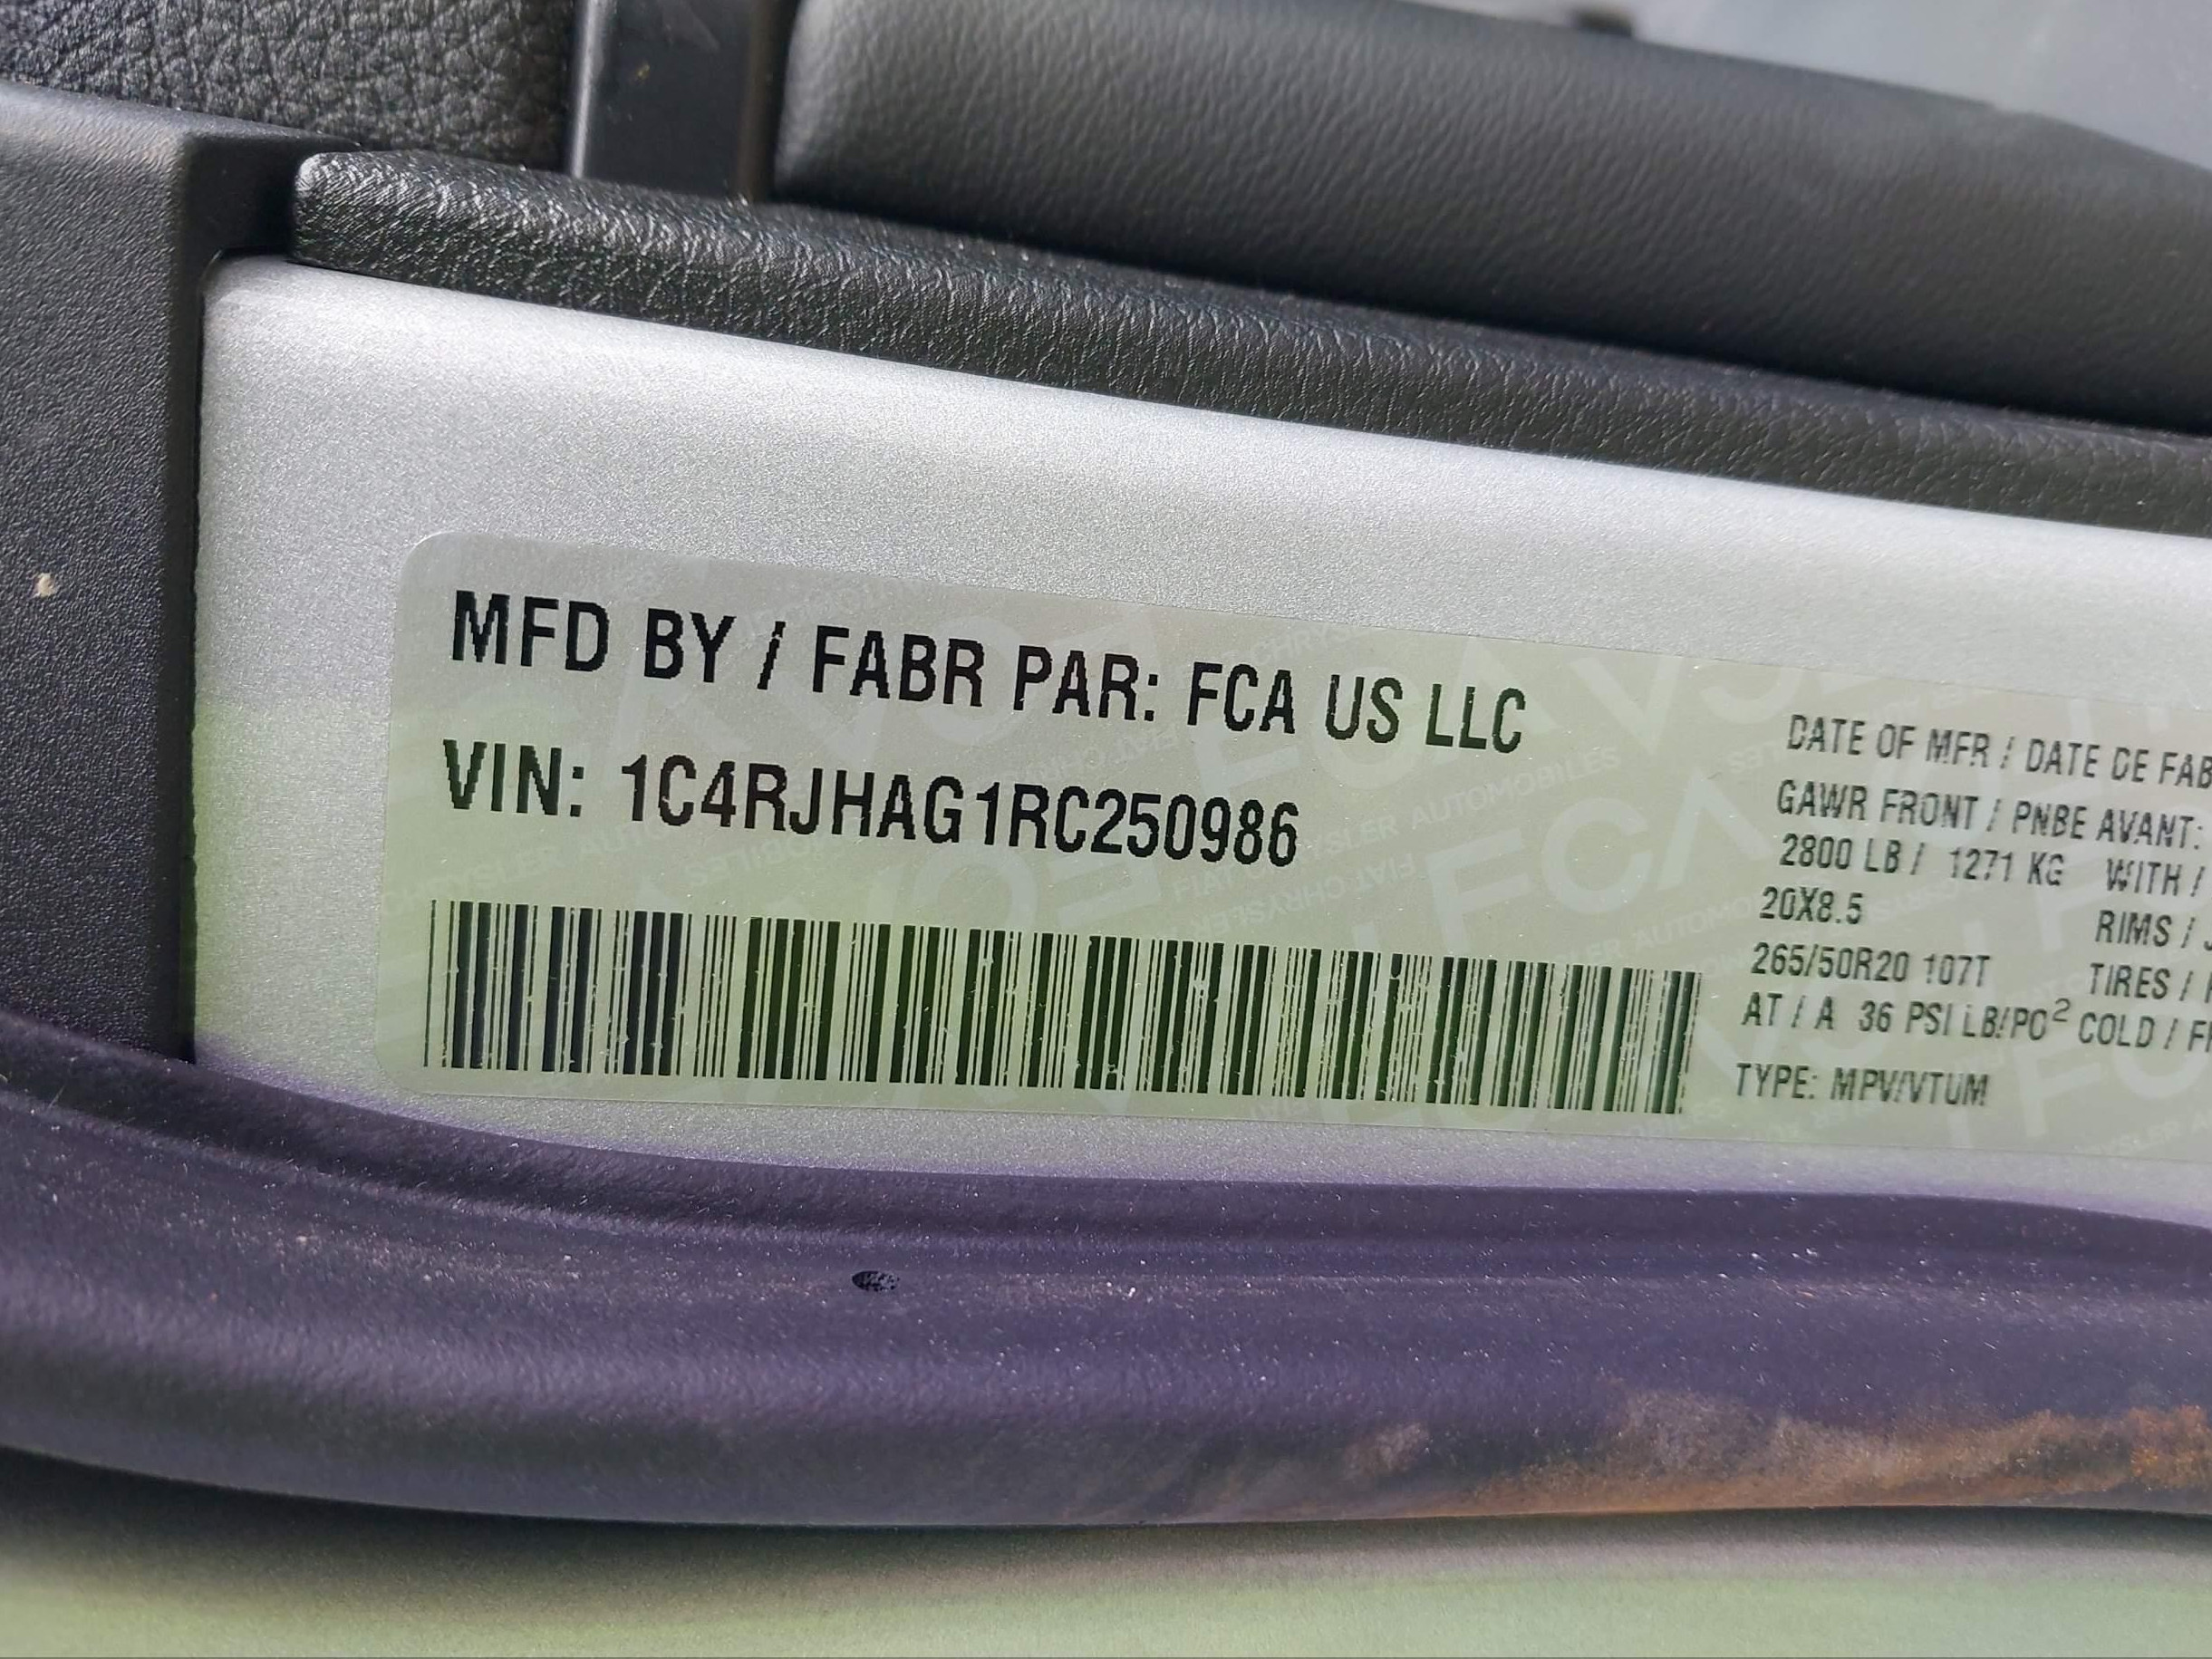 MFD BY / FABR PAR: FCA US LLC
VIN: 1C4RJHAG1RC250986
DATE OF MFR / DATE DE FAB
GAWR FRONT / PNBE AVANT:
2800 LB / 1271 KG WITH /
20X8.5 RIMS /
265/50R20 107T TIRES /
AT / A 36 PSI LB/PO² COLD /
TYPE: MPV/VTUM